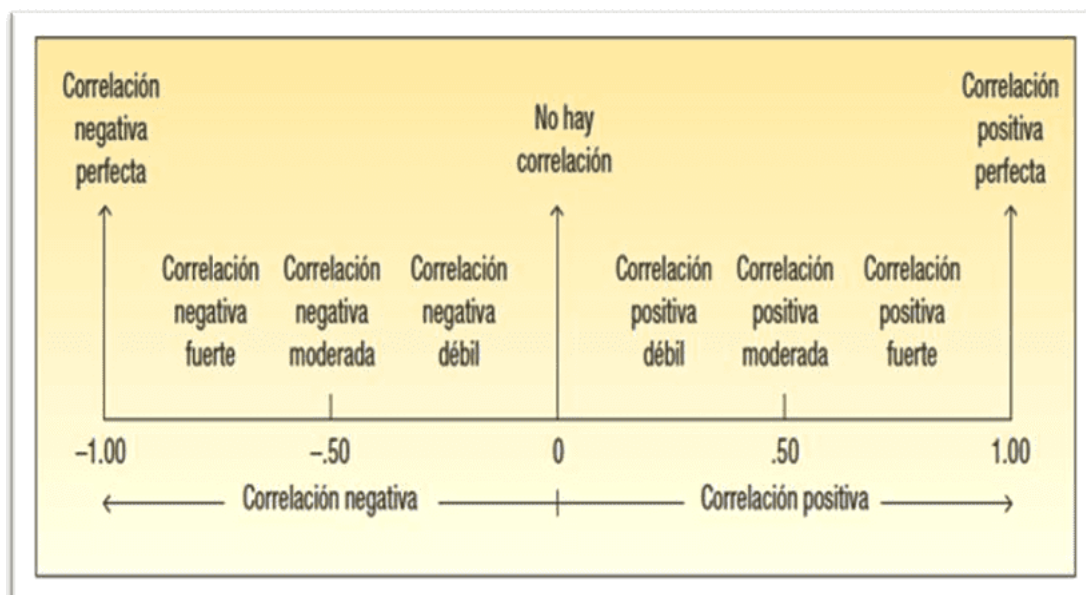 Correlación
negativa
perfecta
No hay
correlación
Correlación
positiva
perfecta
Correlación
negativa
fuerte
Correlación
negativa
moderada
Correlación
negativa
débil
Correlación
positiva
débil
Correlación
positiva
moderada
Correlación
positiva
fuerte
–1.00
–.50
0
.50
1.00
Correlación negativa
Correlación positiva